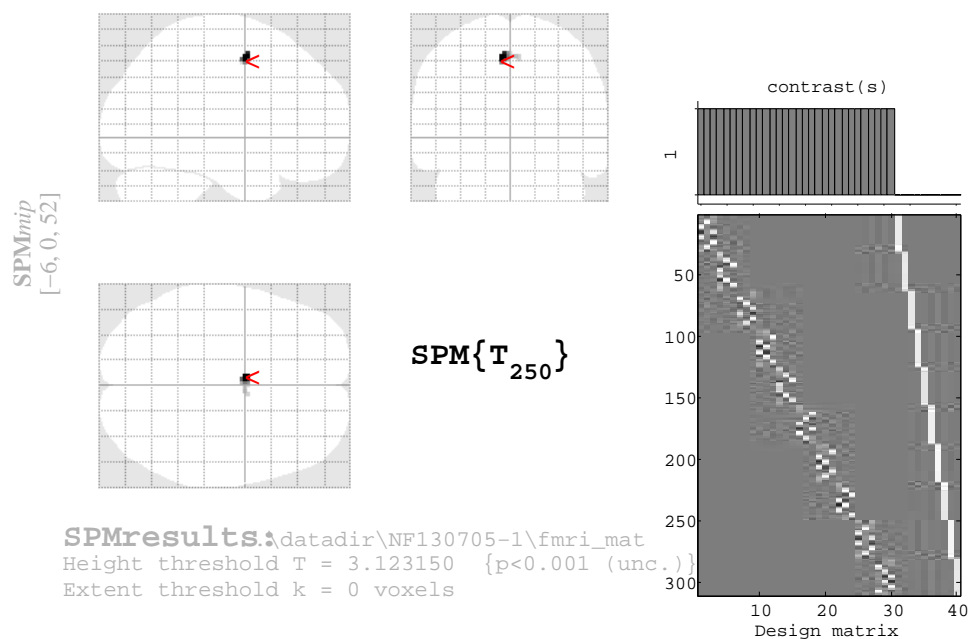 SPMmip
[−6, 0, 52]
<
<
<
SPM{T250}
SPMresults: .\datadir\NF130705-1\fmri_mat
Height threshold T = 3.123150 {p<0.001 (unc.)}
Extent threshold k = 0 voxels
contrast(s)
1
50
100
150
200
250
300
10 20 30 40
Design matrix